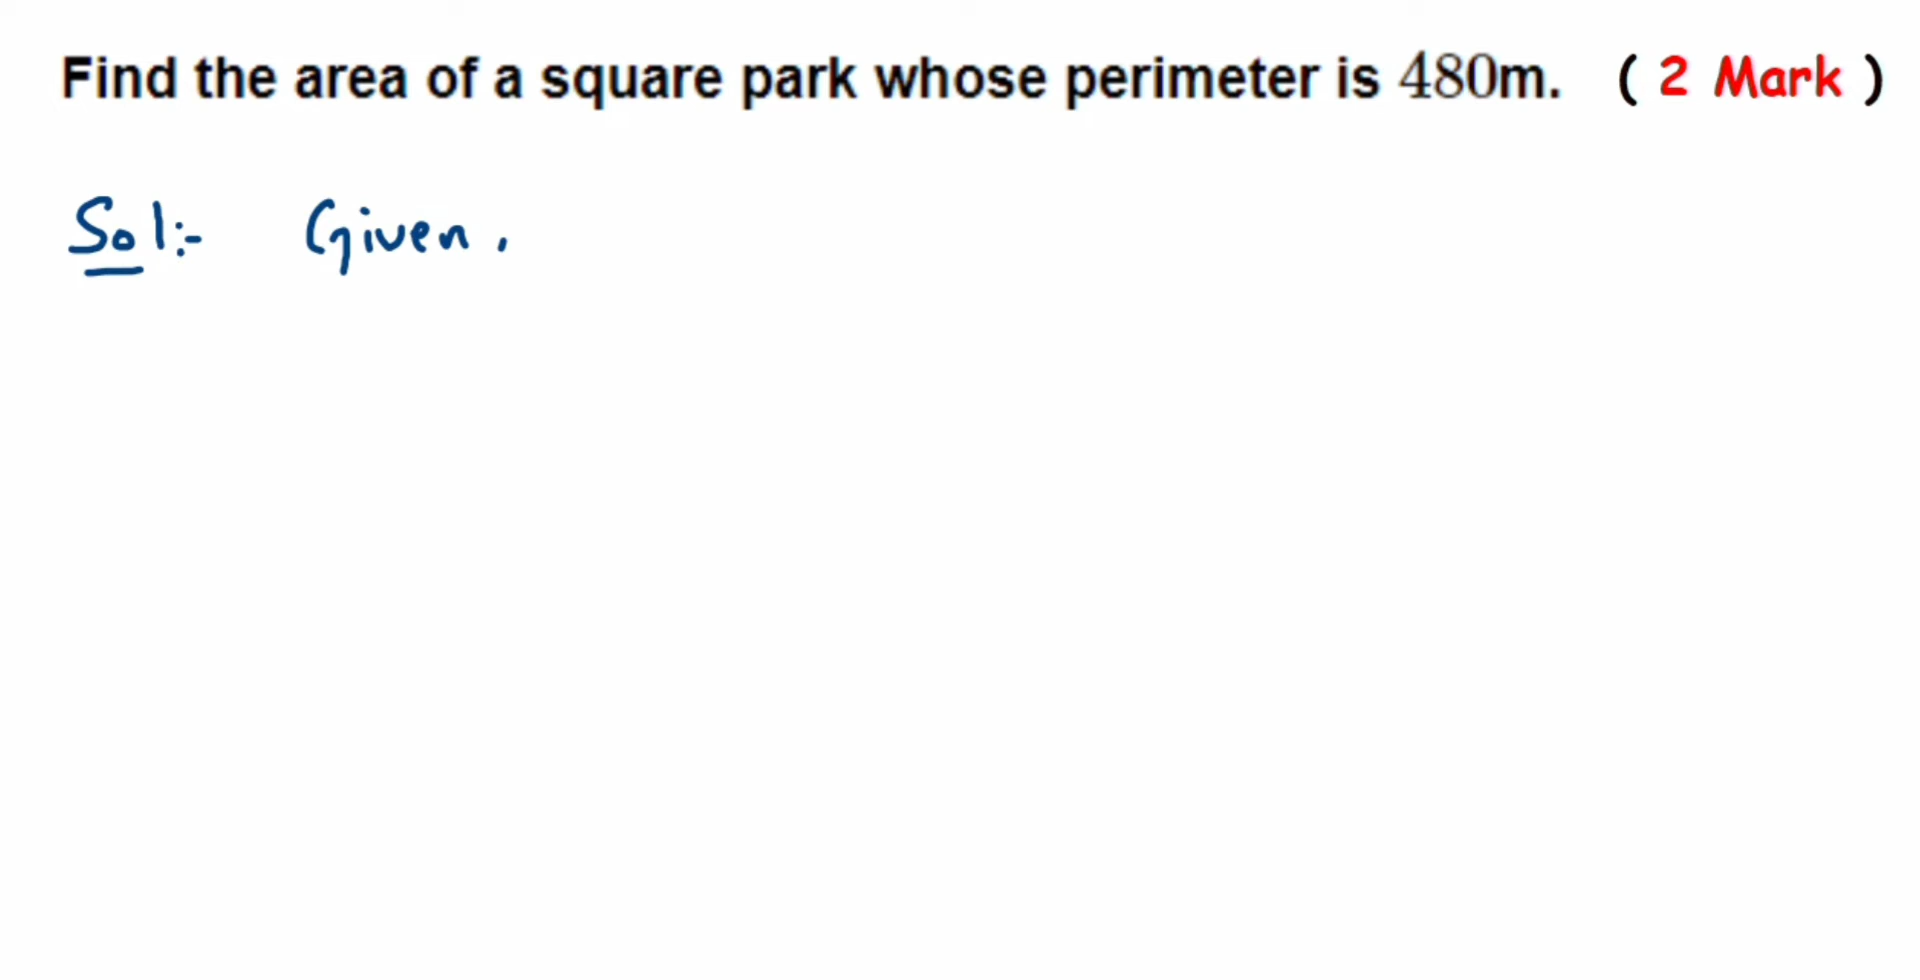 Find the area of a square park whose perimeter is 480m. ( 2 Mark )
Sol:- Given,